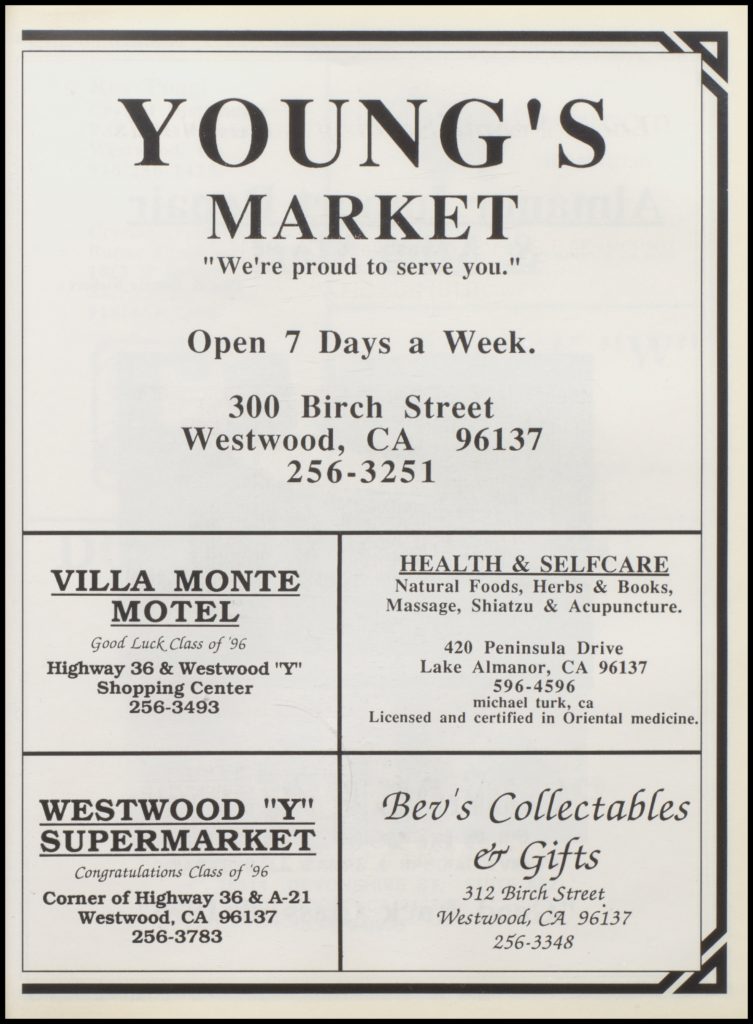 YOUNG'S
MARKET
"We're proud to serve you."
Open 7 Days a Week.
300 Birch Street
Westwood, CA 96137
256-3251
VILLA MONTE
MOTEL
Good Luck Class of '96
Highway 36 & Westwood "Y"
Shopping Center
256-3493
HEALTH & SELFCARE
Natural Foods, Herbs & Books,
Massage, Shiatzu & Acupuncture.
420 Peninsula Drive
Lake Almanor, CA 96137
596-4596
michael turk, ca
Licensed and certified in Oriental medicine.
WESTWOOD "Y"
SUPERMARKET
Congratulations Class of '96
Corner of Highway 36 & A-21
Westwood, CA 96137
256-3783
Bev's Collectables
& Gifts
312 Birch Street
Westwood, CA 96137
256-3348